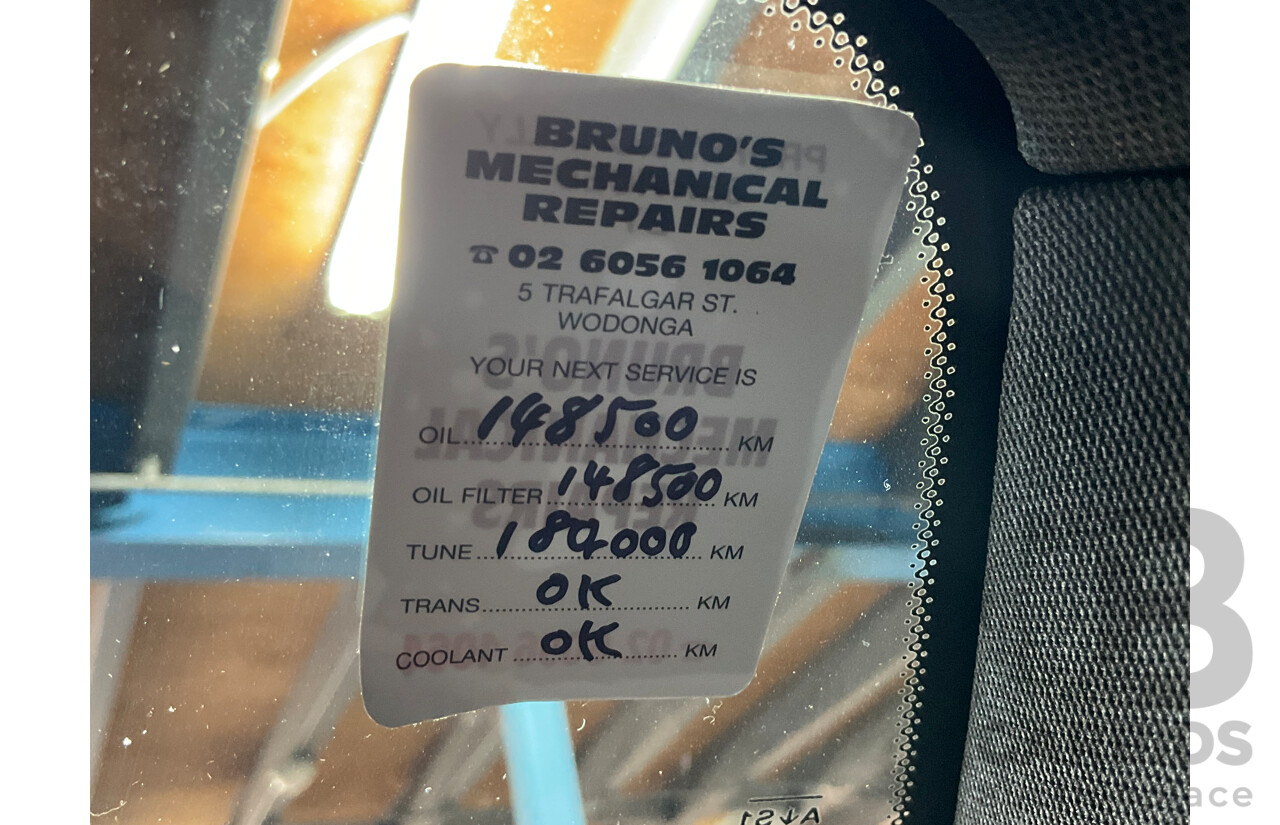 BRUNO'S
MECHANICAL
REPAIRS
☎ 02 6056 1064
5 TRAFALGAR ST.
WODONGA
YOUR NEXT SERVICE IS
OIL 148500 KM
OIL FILTER 148500 KM
TUNE 180000 KM
TRANS OK KM
COOLANT OK KM